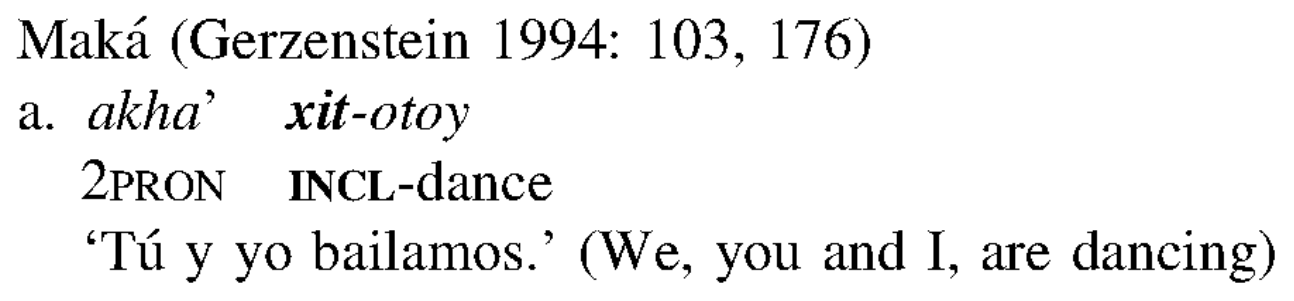 Maká (Gerzenstein 1994: 103, 176)
a. akha’ xit-otoy
2PRON INCL-dance
‘Tú y yo bailamos.’ (We, you and I, are dancing)